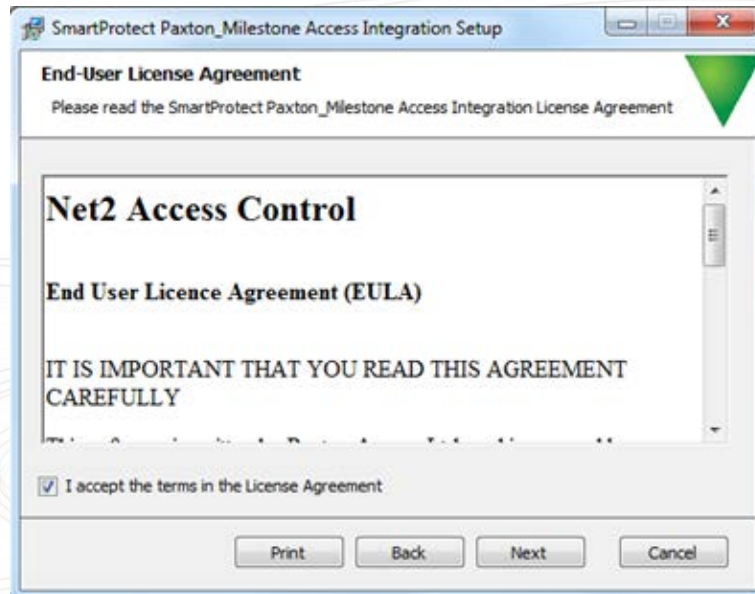 SmartProtect Paxton_Milestone Access Integration Setup
End-User License Agreement
Please read the SmartProtect Paxton_Milestone Access Integration License Agreement
Net2 Access Control
End User Licence Agreement (EULA)
IT IS IMPORTANT THAT YOU READ THIS AGREEMENT
CAREFULLY
I accept the terms in the License Agreement
Print
Back
Next
Cancel